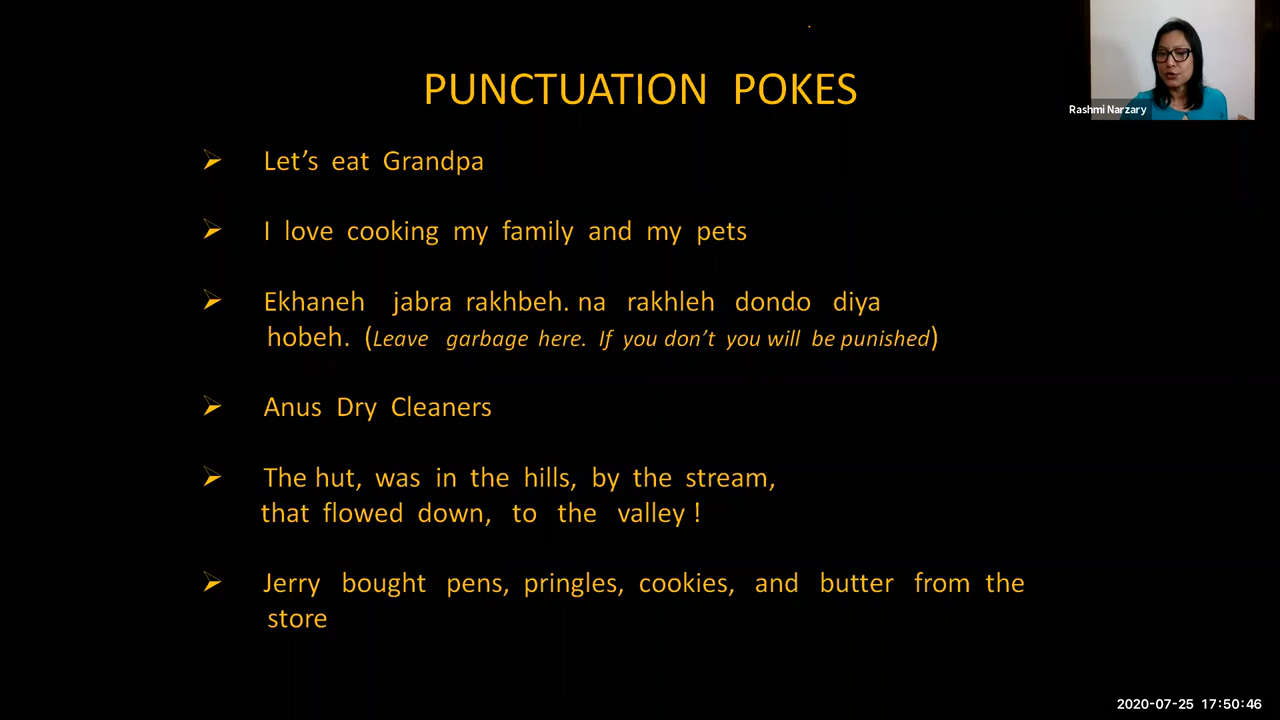 PUNCTUATION POKES
Rashmi Narzary
Let’s eat Grandpa
I love cooking my family and my pets
Ekhaneh jabra rakhbeh. na rakhleh dondo diya
hobeh. (Leave garbage here. If you don’t you will be punished)
Anus Dry Cleaners
The hut, was in the hills, by the stream,
that flowed down, to the valley !
Jerry bought pens, pringles, cookies, and butter from the
store
2020-07-25 17:50:46